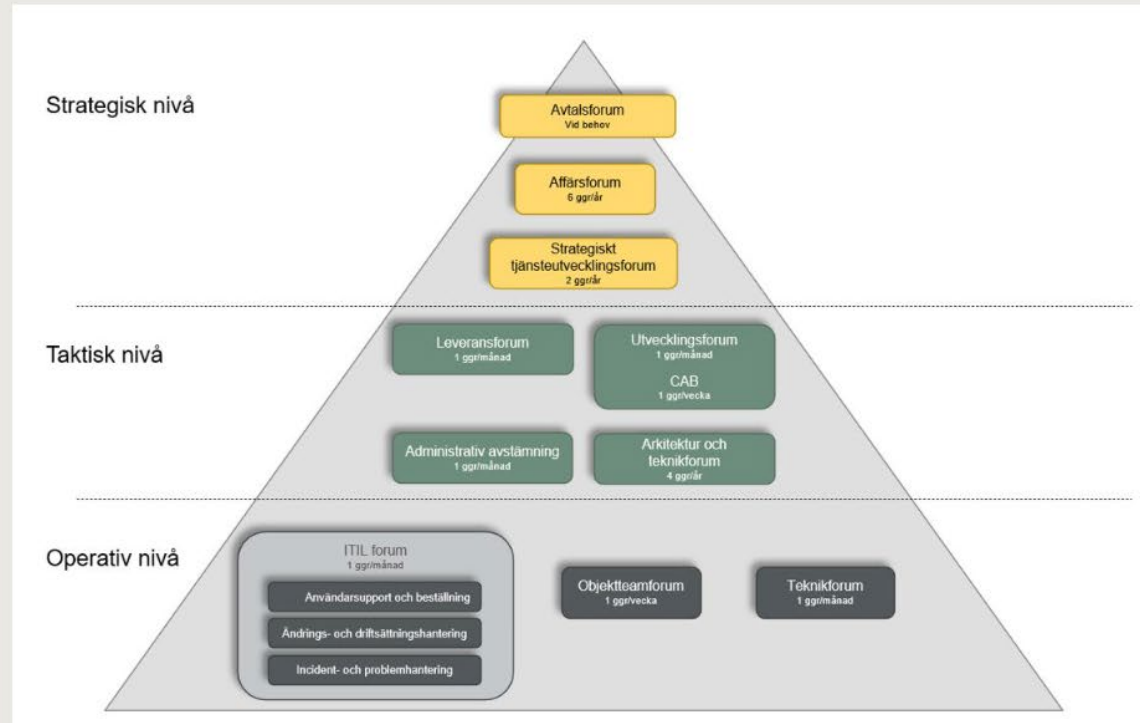 Strategisk nivå
Avtalsforum
Vid behov
Affärsforum
6 ggr/år
Strategiskt
tjänsteutvecklingsforum
2 ggr/år
Taktisk nivå
Leveransforum
1 ggr/månad
Utvecklingsforum
1 ggr/månad
CAB
1 ggr/vecka
Administrativ avstämning
1 ggr/månad
Arkitektur och
teknikforum
4 ggr/år
Operativ nivå
ITIL forum
1 ggr/månad
Användarsupport och beställning
Ändrings- och driftsättningshantering
Incident- och problemhantering
Objektteamforum
1 ggr/vecka
Teknikforum
1 ggr/månad